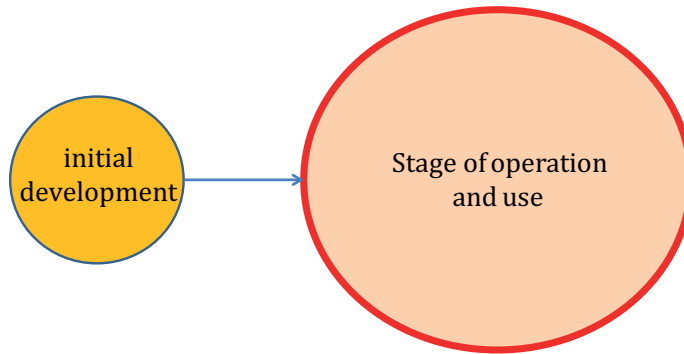 initial
development
Stage of operation
and use